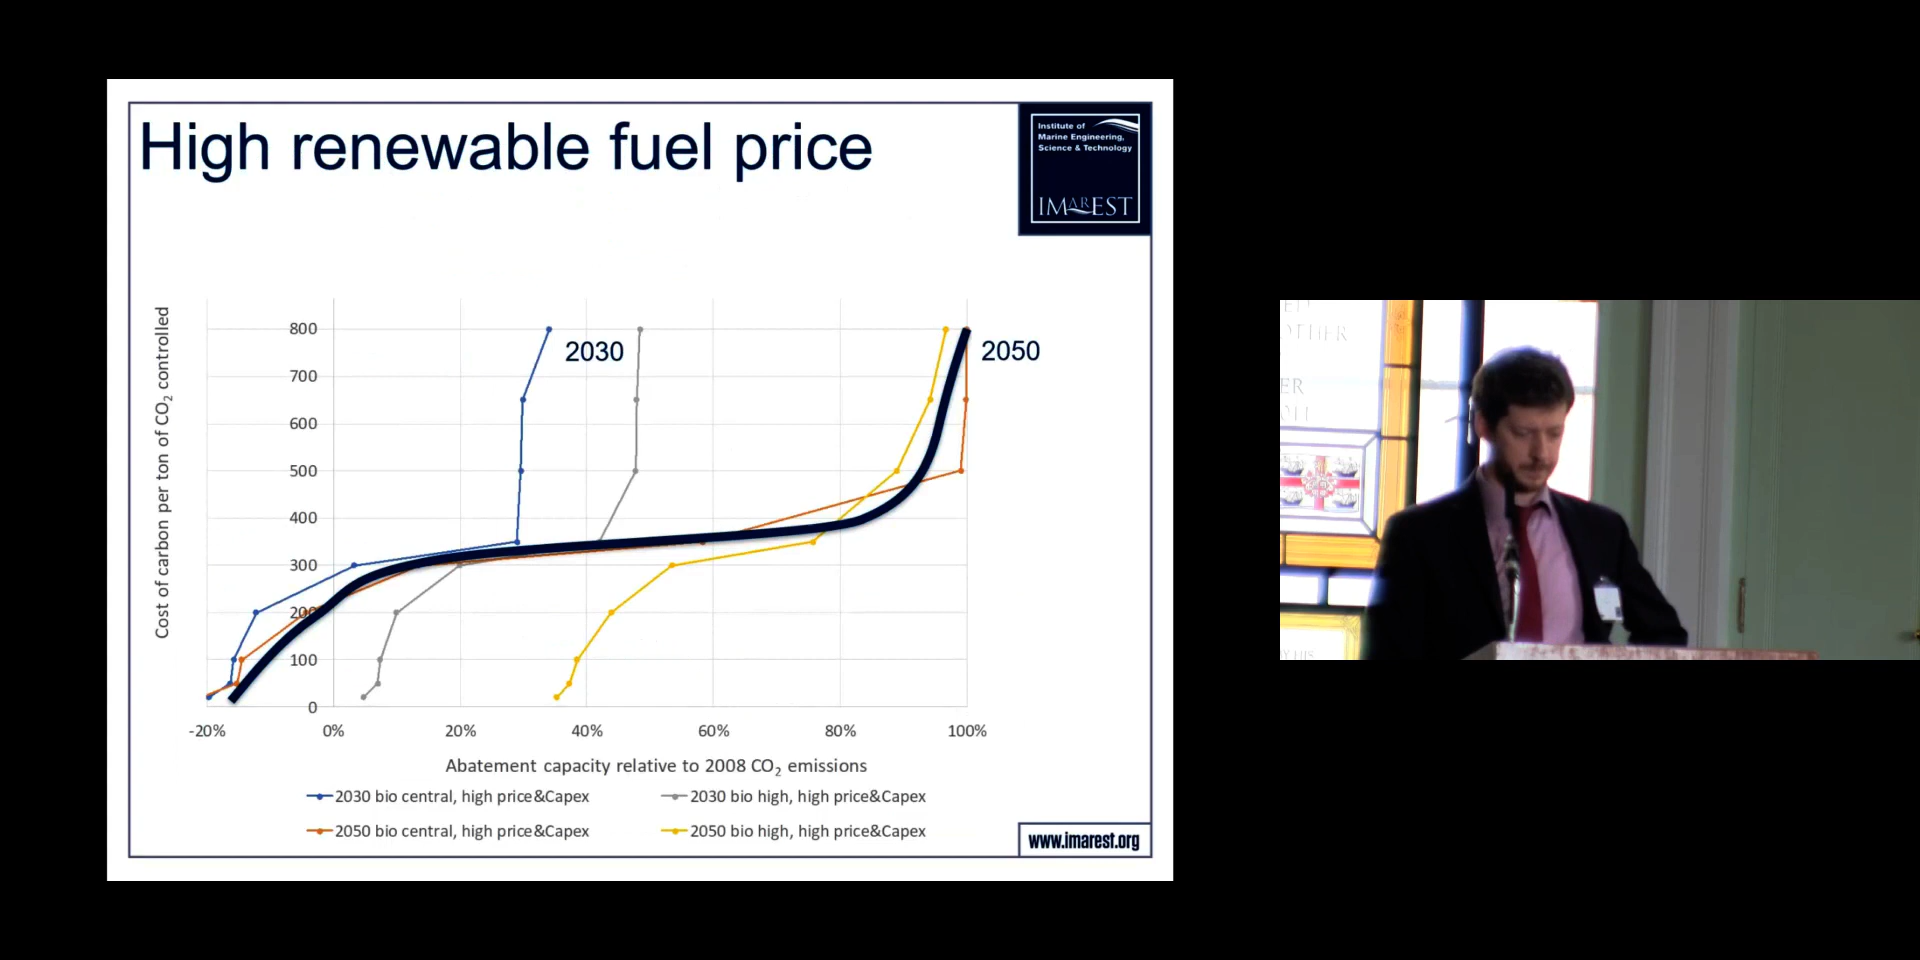 High renewable fuel price
Institute of
Marine Engineering,
Science & Technology
IMarEST
Cost of carbon per ton of CO₂ controlled
800
700
600
500
400
300
200
100
0
2030
2050
-20%
0%
20%
40%
60%
80%
100%
Abatement capacity relative to 2008 CO₂ emissions
2030 bio central, high price&Capex
2030 bio high, high price&Capex
2050 bio central, high price&Capex
2050 bio high, high price&Capex
www.imarest.org
OTHER
ER